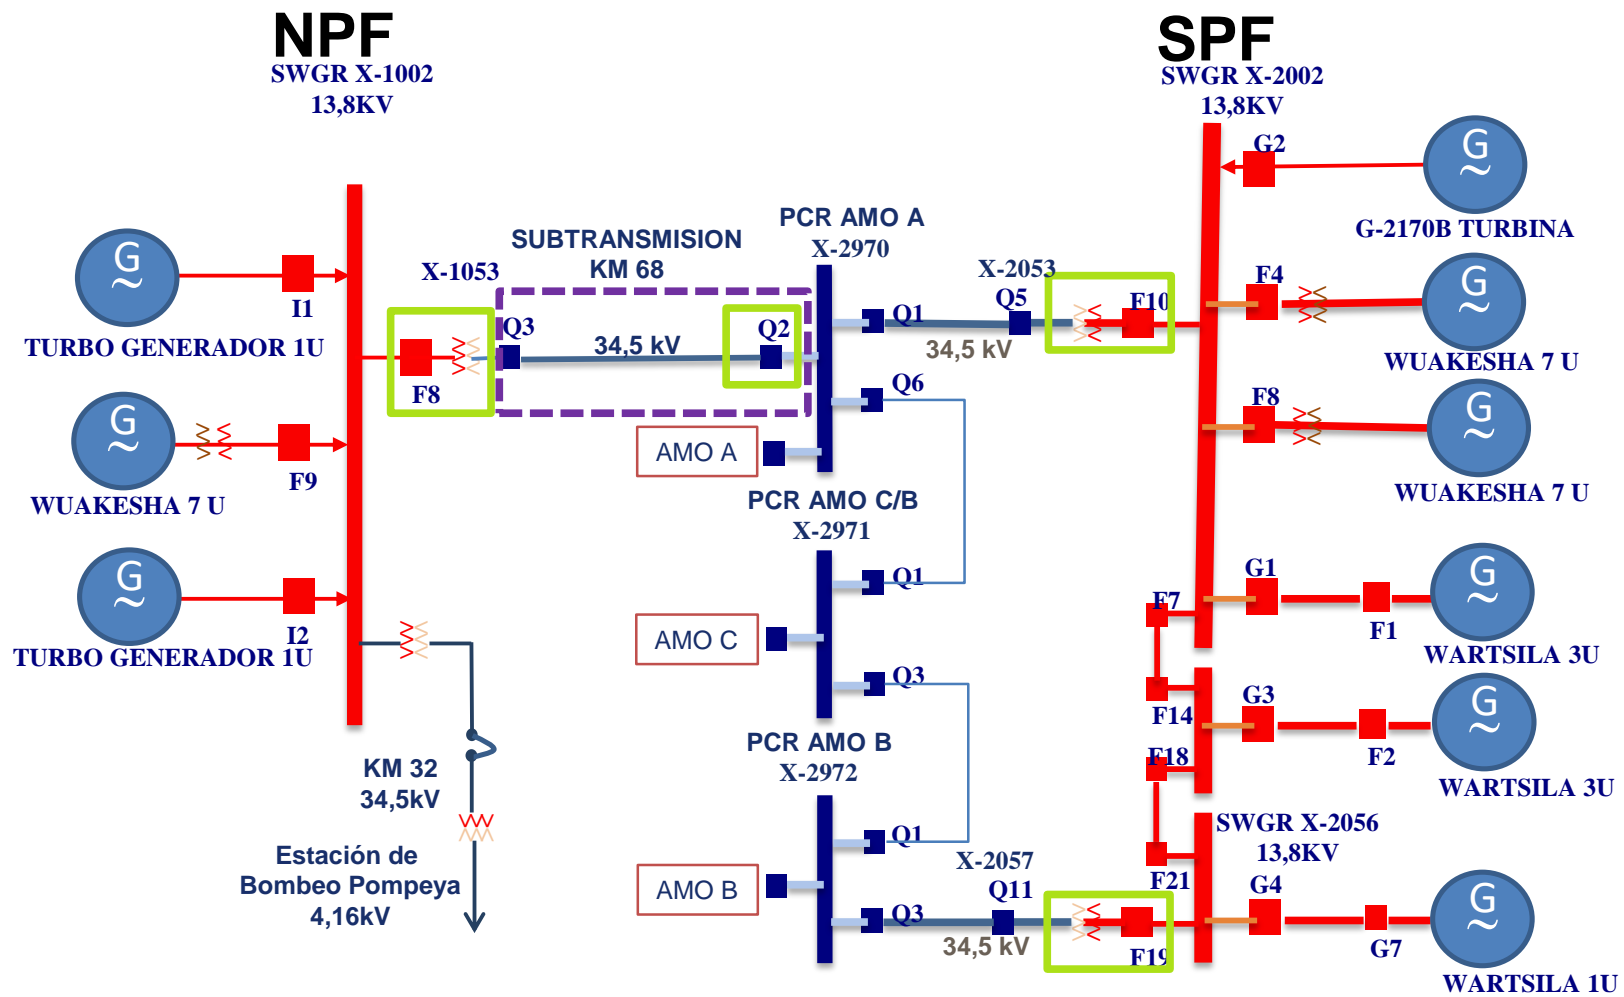 NPF
SWGR X-1002
13,8KV
SPF
SWGR X-2002
13,8KV
G
~
TURBO GENERADOR 1U
I1
G
~
WUAKESHA 7 U
F9
G
~
TURBO GENERADOR 1U
I2
X-1053
F8
SUBTRANSMISION
KM 68
Q3
34,5 kV
Q2
KM 32
34,5kV
Estación de
Bombeo Pompeya
4,16kV
PCR AMO A
X-2970
Q1
Q6
AMO A
X-2053
Q5
34,5 kV
F10
PCR AMO C/B
X-2971
Q1
AMO C
Q3
PCR AMO B
X-2972
Q1
AMO B
Q3
X-2057
Q11
34,5 kV
F19
G2
G
~
G-2170B TURBINA
F4
G
~
WUAKESHA 7 U
F8
G
~
WUAKESHA 7 U
G1
F1
G
~
WARTSILA 3U
F7
F14
G3
F2
G
~
WARTSILA 3U
F18
F21
SWGR X-2056
13,8KV
G4
G7
G
~
WARTSILA 1U